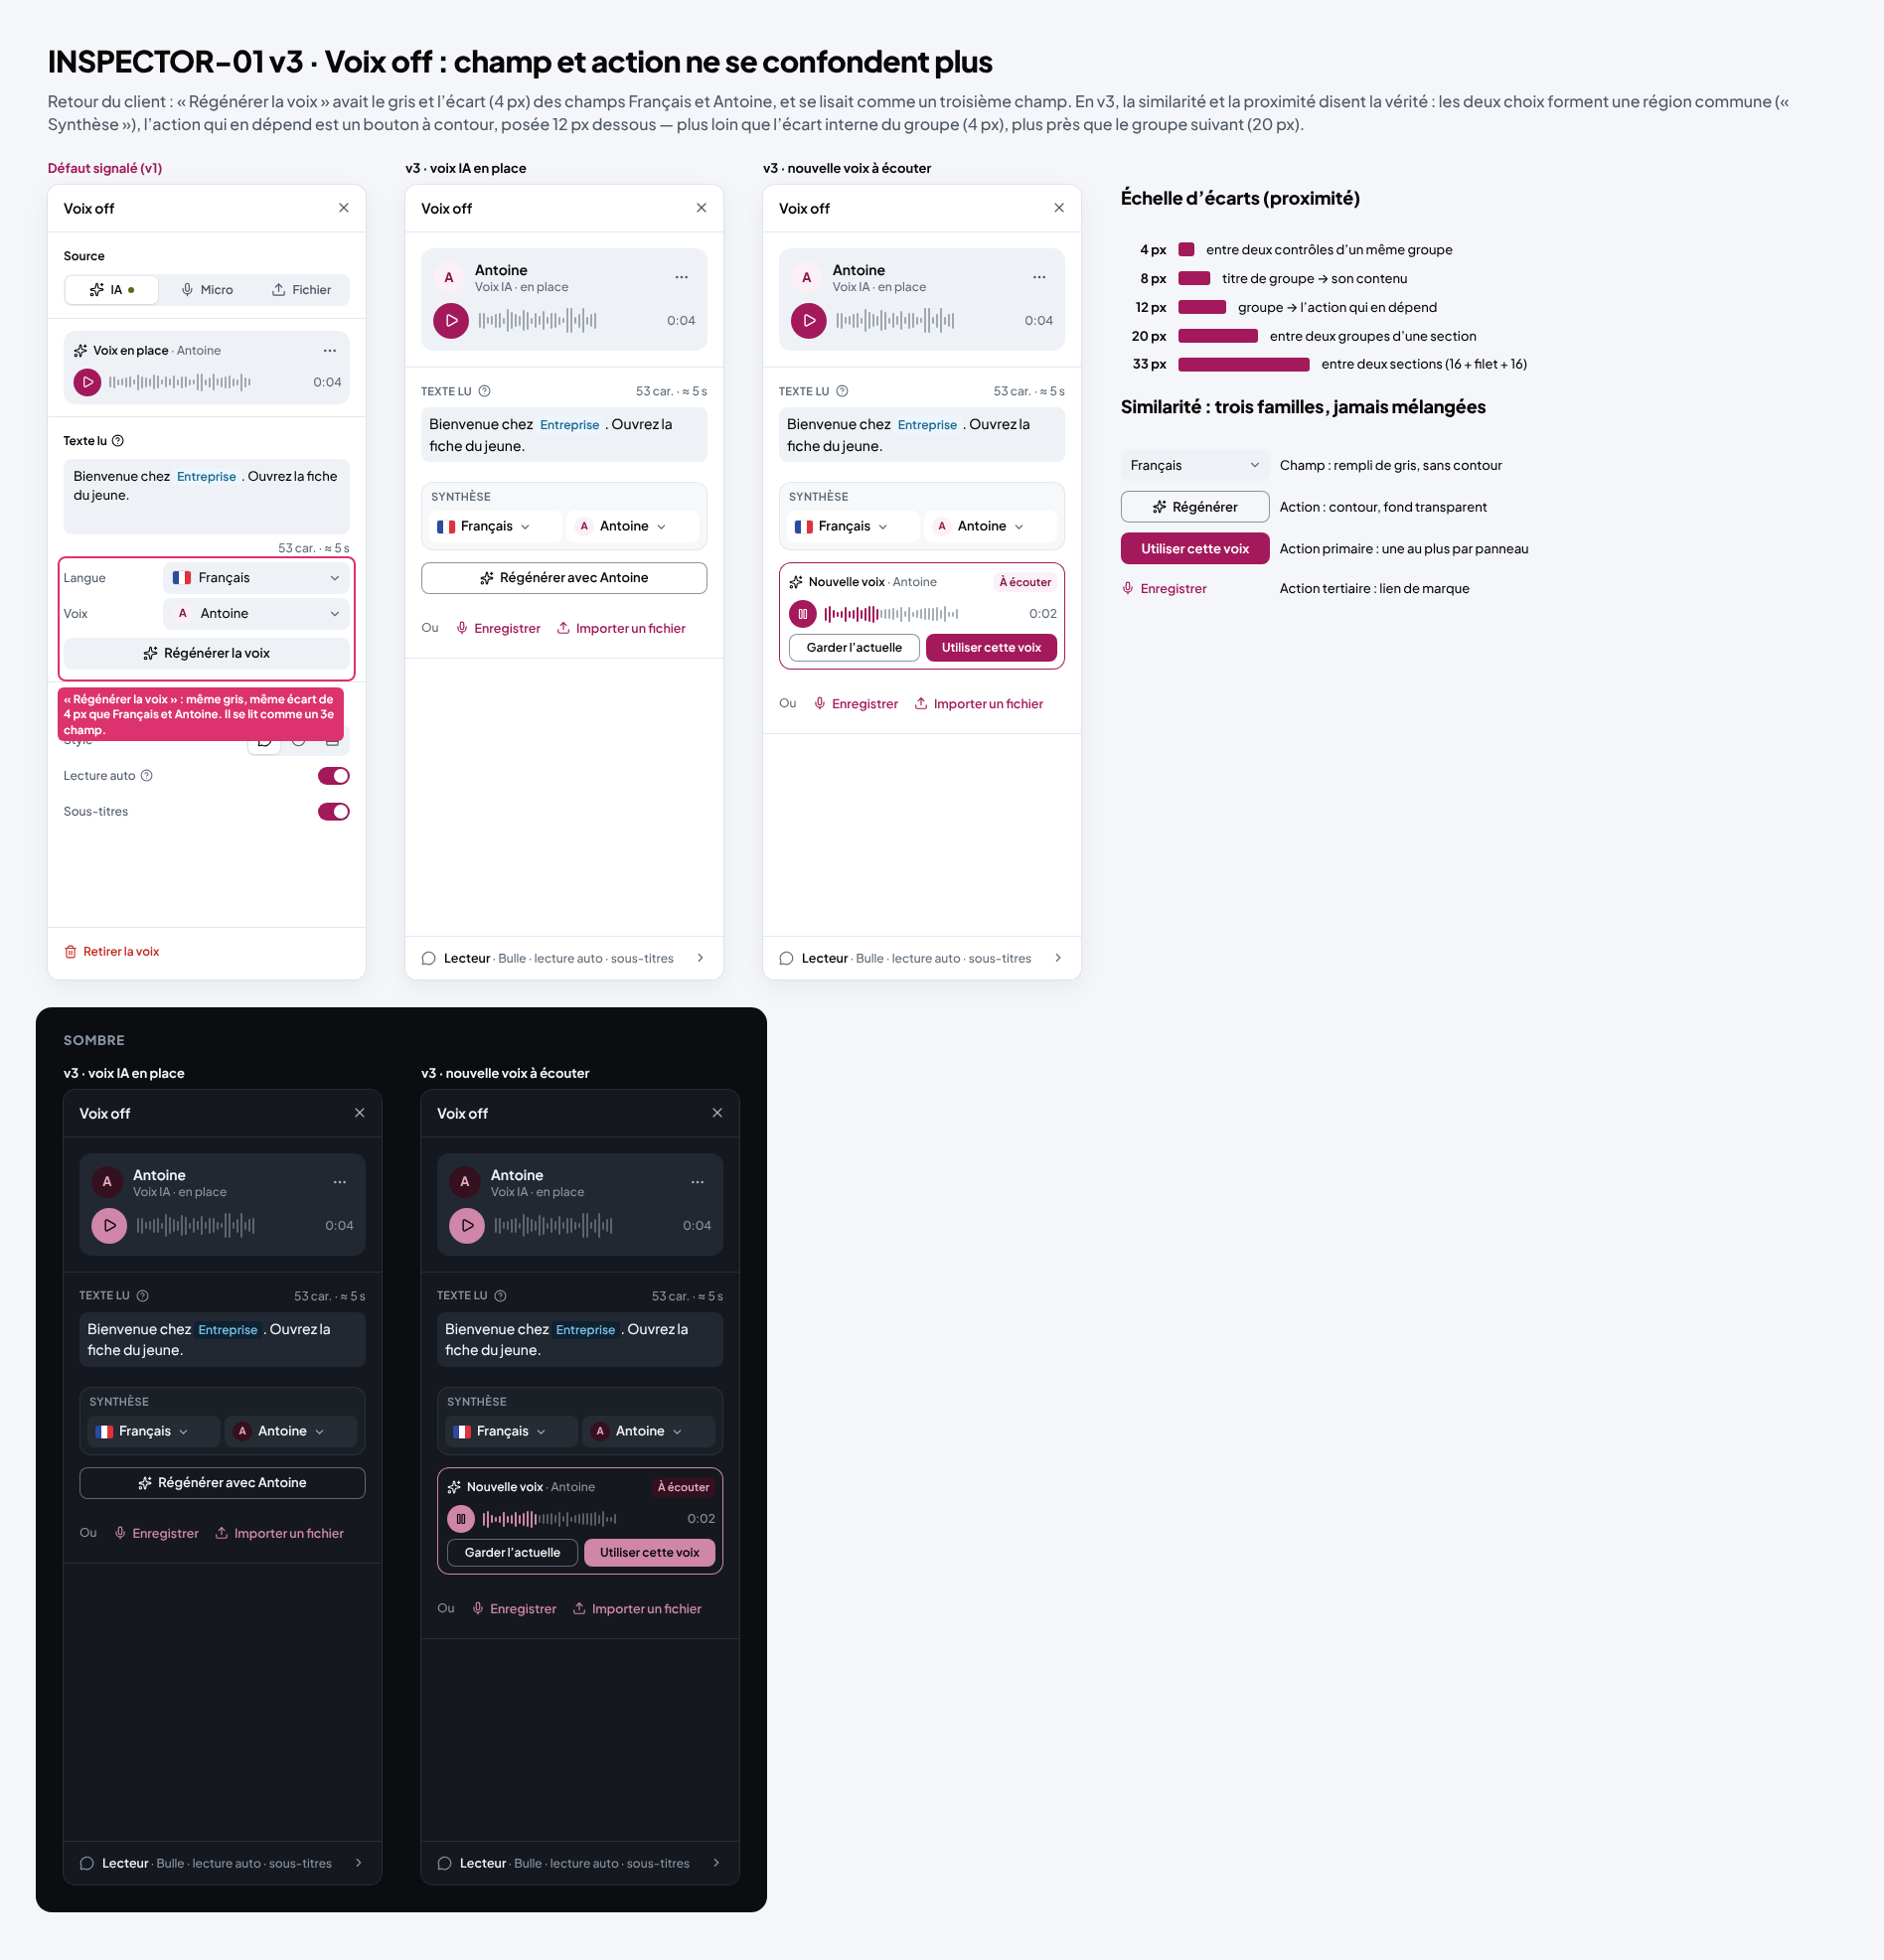 INSPECTOR-01 v3 · Voix off : champ et action ne se confondent plus
Retour du client : « Régénérer la voix » avait le gris et l’écart (4 px) des champs Français et Antoine, et se lisait comme un troisième champ. En v3, la similarité et la proximité disent la vérité : les deux choix forment une région commune («
Synthèse »), l’action qui en dépend est un bouton à contour, posée 12 px dessous — plus loin que l’écart interne du groupe (4 px), plus près que le groupe suivant (20 px).
Défaut signalé (v1)
Voix off
Source
IA
Micro
Fichier
Voix en place · Antoine
0:04
Texte lu
Bienvenue chez Entreprise . Ouvrez la fiche
du jeune.
53 car. · ≈ 5 s
Langue
Français
Voix
A Antoine
Régénérer la voix
« Régénérer la voix » : même gris, même écart de
4 px que Français et Antoine. Il se lit comme un 3e
champ.
Style
Lecture auto
Sous-titres
Retirer la voix
v3 · voix IA en place
Voix off
A
Antoine
Voix IA · en place
0:04
TEXTE LU
53 car. · ≈ 5 s
Bienvenue chez Entreprise . Ouvrez la
fiche du jeune.
SYNTHÈSE
Français
A Antoine
Régénérer avec Antoine
Ou Enregistrer Importer un fichier
Lecteur · Bulle · lecture auto · sous-titres
v3 · nouvelle voix à écouter
Voix off
A
Antoine
Voix IA · en place
0:04
TEXTE LU
53 car. · ≈ 5 s
Bienvenue chez Entreprise . Ouvrez la
fiche du jeune.
SYNTHÈSE
Français
A Antoine
Nouvelle voix · Antoine
À écouter
0:02
Garder l’actuelle
Utiliser cette voix
Ou Enregistrer Importer un fichier
Lecteur · Bulle · lecture auto · sous-titres
Échelle d’écarts (proximité)
4 px entre deux contrôles d’un même groupe
8 px titre de groupe → son contenu
12 px groupe → l’action qui en dépend
20 px entre deux groupes d’une section
33 px entre deux sections (16 + filet + 16)
Similarité : trois familles, jamais mélangées
Français
Champ : rempli de gris, sans contour
Régénérer
Action : contour, fond transparent
Utiliser cette voix
Action primaire : une au plus par panneau
Enregistrer
Action tertiaire : lien de marque
SOMBRE
v3 · voix IA en place
Voix off
A
Antoine
Voix IA · en place
0:04
TEXTE LU
53 car. · ≈ 5 s
Bienvenue chez Entreprise . Ouvrez la
fiche du jeune.
SYNTHÈSE
Français
A Antoine
Régénérer avec Antoine
Ou Enregistrer Importer un fichier
Lecteur · Bulle · lecture auto · sous-titres
v3 · nouvelle voix à écouter
Voix off
A
Antoine
Voix IA · en place
0:04
TEXTE LU
53 car. · ≈ 5 s
Bienvenue chez Entreprise . Ouvrez la
fiche du jeune.
SYNTHÈSE
Français
A Antoine
Nouvelle voix · Antoine
À écouter
0:02
Garder l’actuelle
Utiliser cette voix
Ou Enregistrer Importer un fichier
Lecteur · Bulle · lecture auto · sous-titres